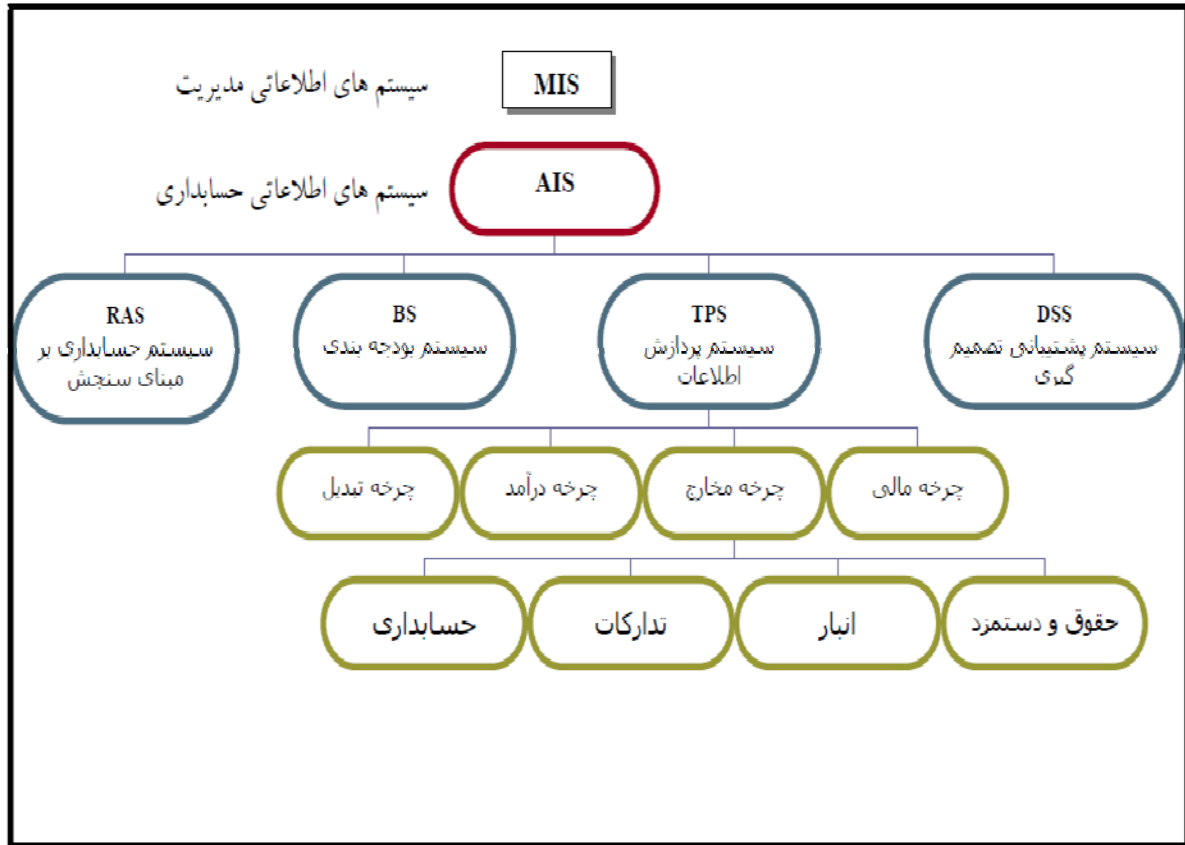 MIS
سیستم های اطلاعاتی مدیریت
AIS
سیستم های اطلاعاتی حسابداری
DSS
سیستم پشتیبانی تصمیم
گیری
TPS
سیستم پردازش
اطلاعات
BS
سیستم بودجه بندی
RAS
سیستم حسابداری بر
مبنای سنجش
چرخه مالی
چرخه مخارج
چرخه درآمد
چرخه تبدیل
حقوق و دستمزد
انبار
تدارکات
حسابداری